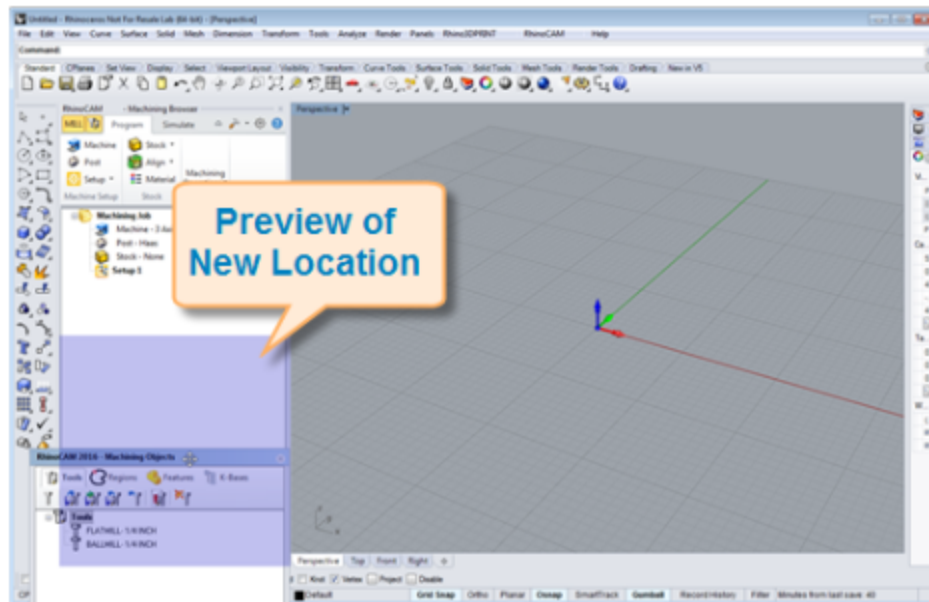 Untitled - Rhinoceros Not For Resale Lab (64-bit) - [Perspective]
File Edit View Curve Surface Solid Mesh Dimension Transform Tools Analyze Render Panels Rhino3DPRINT RhinoCAM Help
Command:
Standard CPlanes Set View Display Select Viewport Layout Visibility Transform Curve Tools Surface Tools Solid Tools Mesh Tools Render Tools Drafting New in V5
RhinoCAM - Machining Browser
Perspective
MILL Program Simulate
Machine Stock
Post Align
Setup Material Machining
Machine Setup Stock
Preview of
New Location
Machining Job
Machine - 3
Post - Haas
Stock - None
Setup 1
RhinoCAM 2016 - Machining Objects
Tools Regions Features K-Bases
Tools
FLATMILL-1/4 INCH
BALLMILL-1/4 INCH
Perspective Top Front Right
Knot Vertex Project Disable
Default Grid Snap Ortho Planar Osnap SmartTrack Gumball Record History Filter Minutes from last save: 40